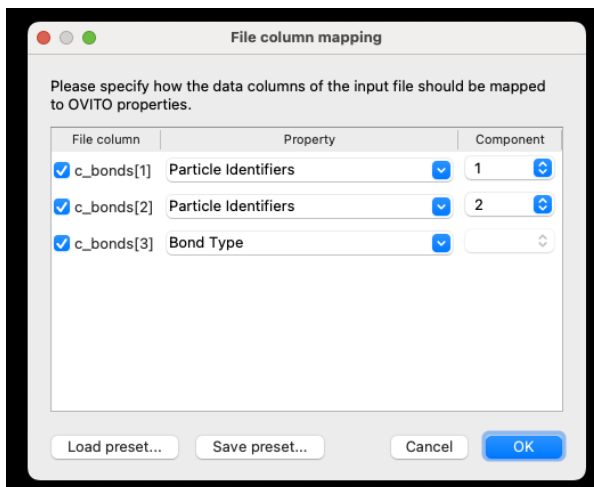 File column mapping
Please specify how the data columns of the input file should be mapped
to OVITO properties.
File column Property Component
c_bonds[1] Particle Identifiers 1
c_bonds[2] Particle Identifiers 2
c_bonds[3] Bond Type
Load preset... Save preset... Cancel OK